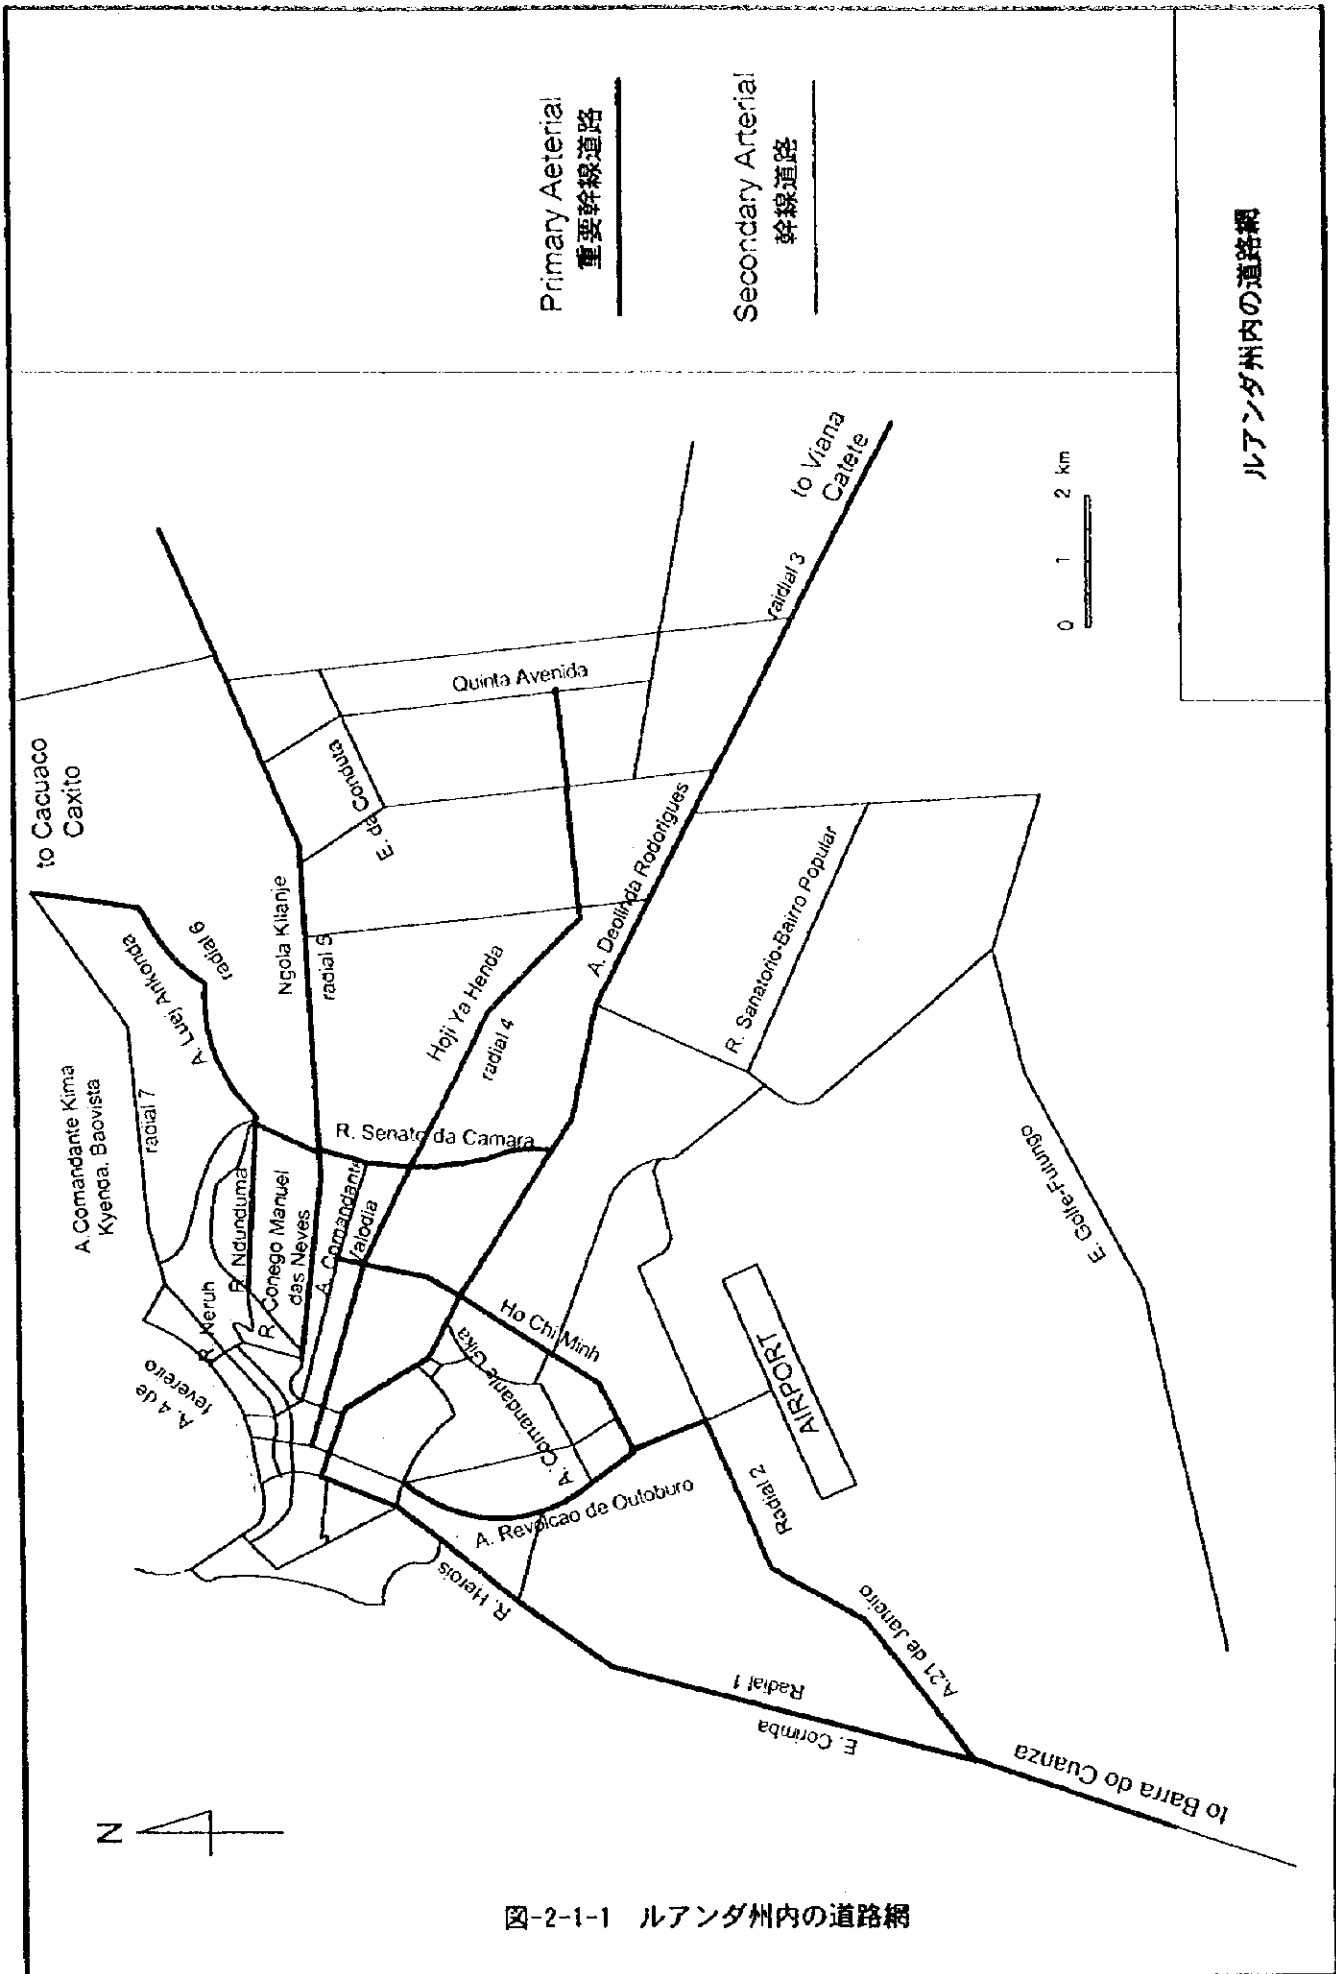 Primary Aeterial
重要幹線道路
Secondary Arterial
幹線道路
ルアンダ州内の道路網
to Cacuaco
Caxito
A.Comandante Kima
Kyenda. Baovista
radial 7
A. Luej Ankonda
radial 6
Ngola Kilanje
radial 5
E. da Conduta
Quinta Avenida
Hoji Ya Henda
radial 4
A. Deolinda Rodorigues
raidial 3
to Viana
Catete
R. Sanatorio-Bairro Popular
R. Senato da Camara
R. Ndunduma
R. Conego Manuel
das Neves
A. Comandante
Valodia
R. Neruh
A. 4 de
fevereiro
Ho Chi Minh
A. Comandante Gika
A. Revolcao de Outoburo
AIRPORT
Radial 2
A.21 de Janeiro
R. Herois
Radial 1
E. Corimba
to Barra do Cuanza
E. Golfe-Futungo
0 1 2 km
N
図-2-1-1 ルアンダ州内の道路網